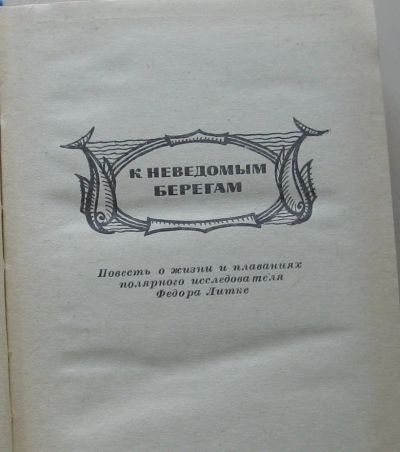 К НЕВЕДОМЫМ
БЕРЕГАМ
Повесть о жизни и плаваниях
полярного исследователя
Федора Литке